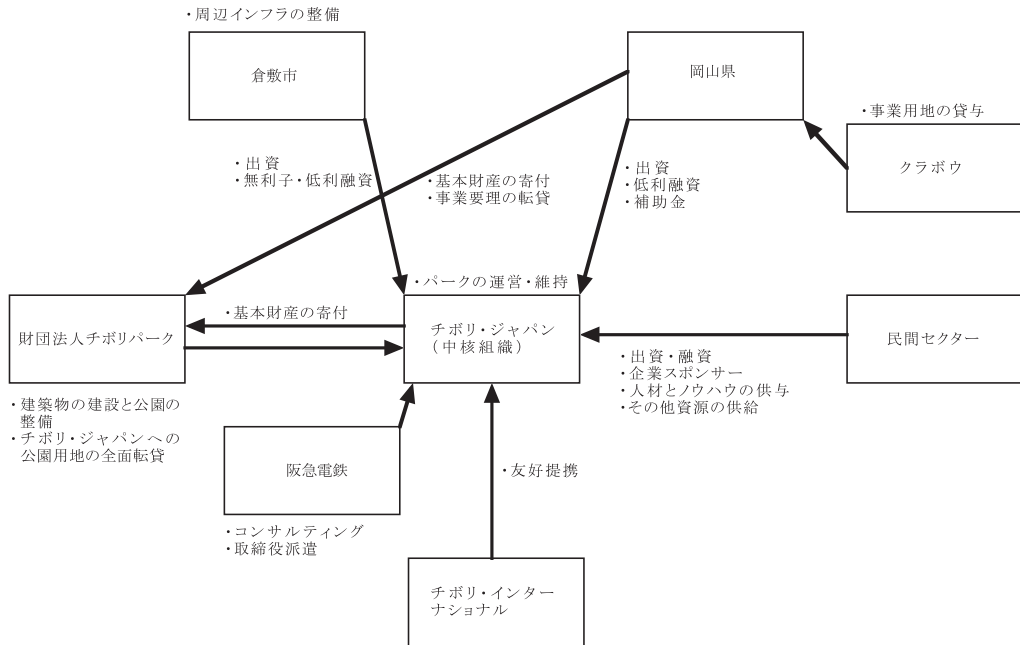 ・周辺インフラの整備
倉敷市
岡山県
・事業用地の貸与
クラボウ
・出資
・無利子・低利融資
・基本財産の寄付
・事業要理の転貸
・出資
・低利融資
・補助金
・パークの運営・維持
・基本財産の寄付
財団法人チボリパーク
チボリ・ジャパン
(中核組織)
民間セクター
・出資・融資
・企業スポンサー
・人材とノウハウの供与
・その他資源の供給
・建築物の建設と公園の
整備
・チボリ・ジャパンへの
公園用地の全面転貸
阪急電鉄
・友好提携
・コンサルティング
・取締役派遣
チボリ・インター
ナショナル